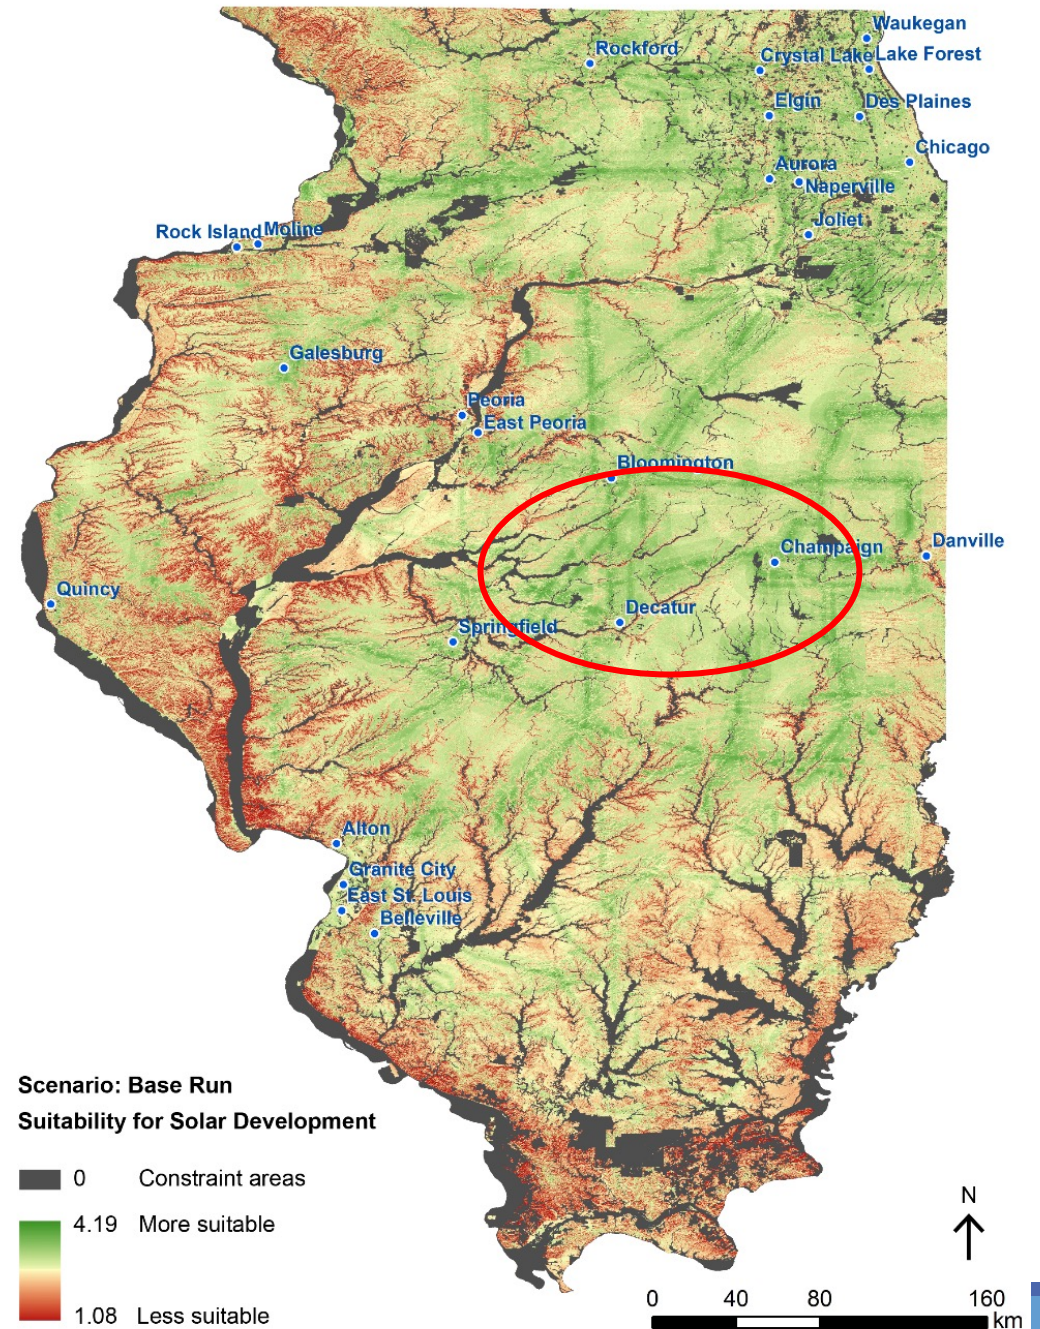 Waukegan
Rockford
Crystal Lake
Lake Forest
Elgin
Des Plaines
Chicago
Aurora
Naperville
Joliet
Rock Island
Moline
Galesburg
Peoria
East Peoria
Bloomington
Champaign
Danville
Quincy
Decatur
Springfield
Alton
Granite City
East St. Louis
Belleville
Scenario: Base Run
Suitability for Solar Development
0 Constraint areas
4.19 More suitable
1.08 Less suitable
N
0 40 80 160
km